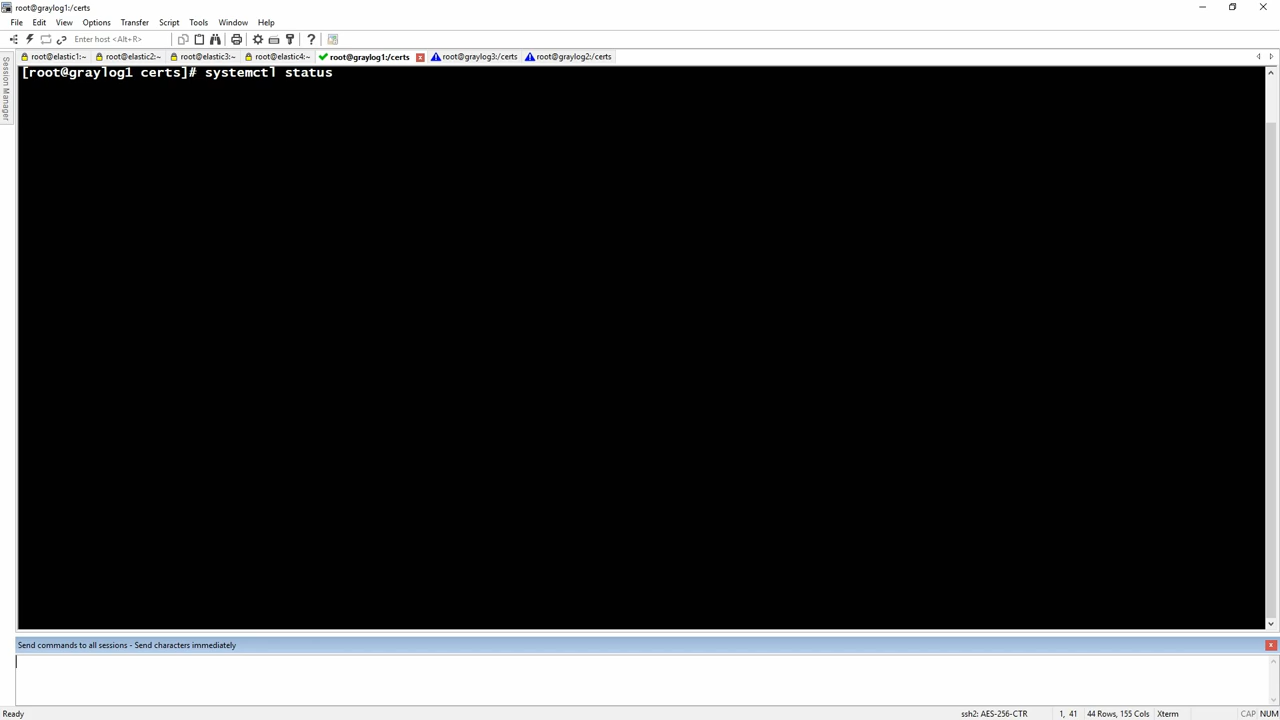 root@graylog1:/certs
File Edit View Options Transfer Script Tools Window Help
Enter host <Alt+R>
root@elastic1:~ root@elastic2:~ root@elastic3:~ root@elastic4:~ root@graylog1:/certs root@graylog3:/certs root@graylog2:/certs
Session Manager
[root@graylog1 certs]# systemctl status
Send commands to all sessions - Send characters immediately
Ready ssh2: AES-256-CTR 1, 41 44 Rows, 155 Cols Xterm CAP NUM